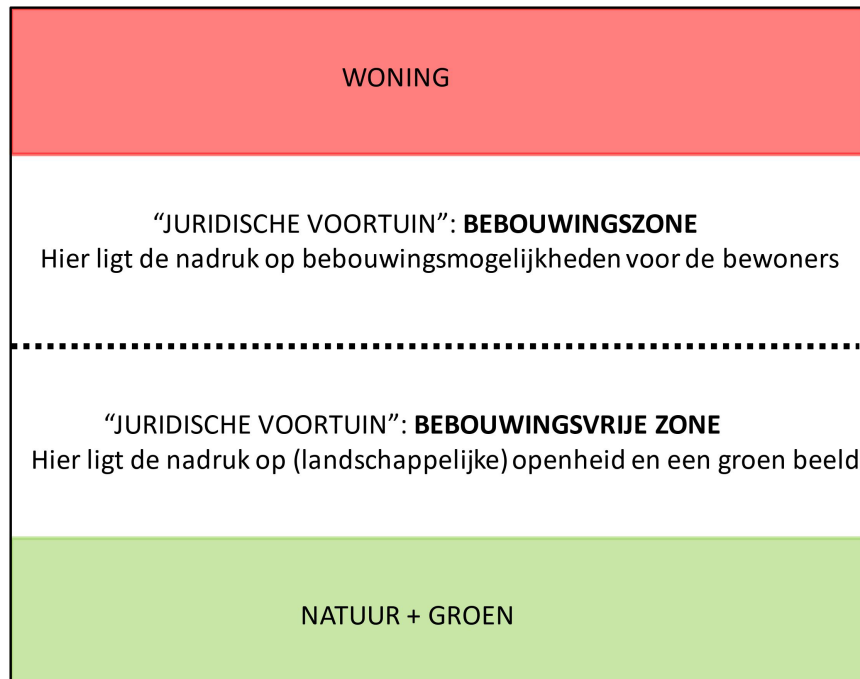 WONING
“JURIDISCHE VOORTUIN”: BEBOUWINGSZONE
Hier ligt de nadruk op bebouwingsmogelijkheden voor de bewoners
“JURIDISCHE VOORTUIN”: BEBOUWINGSVRIJE ZONE
Hier ligt de nadruk op (landschappelijke) openheid en een groen beeld
NATUUR + GROEN